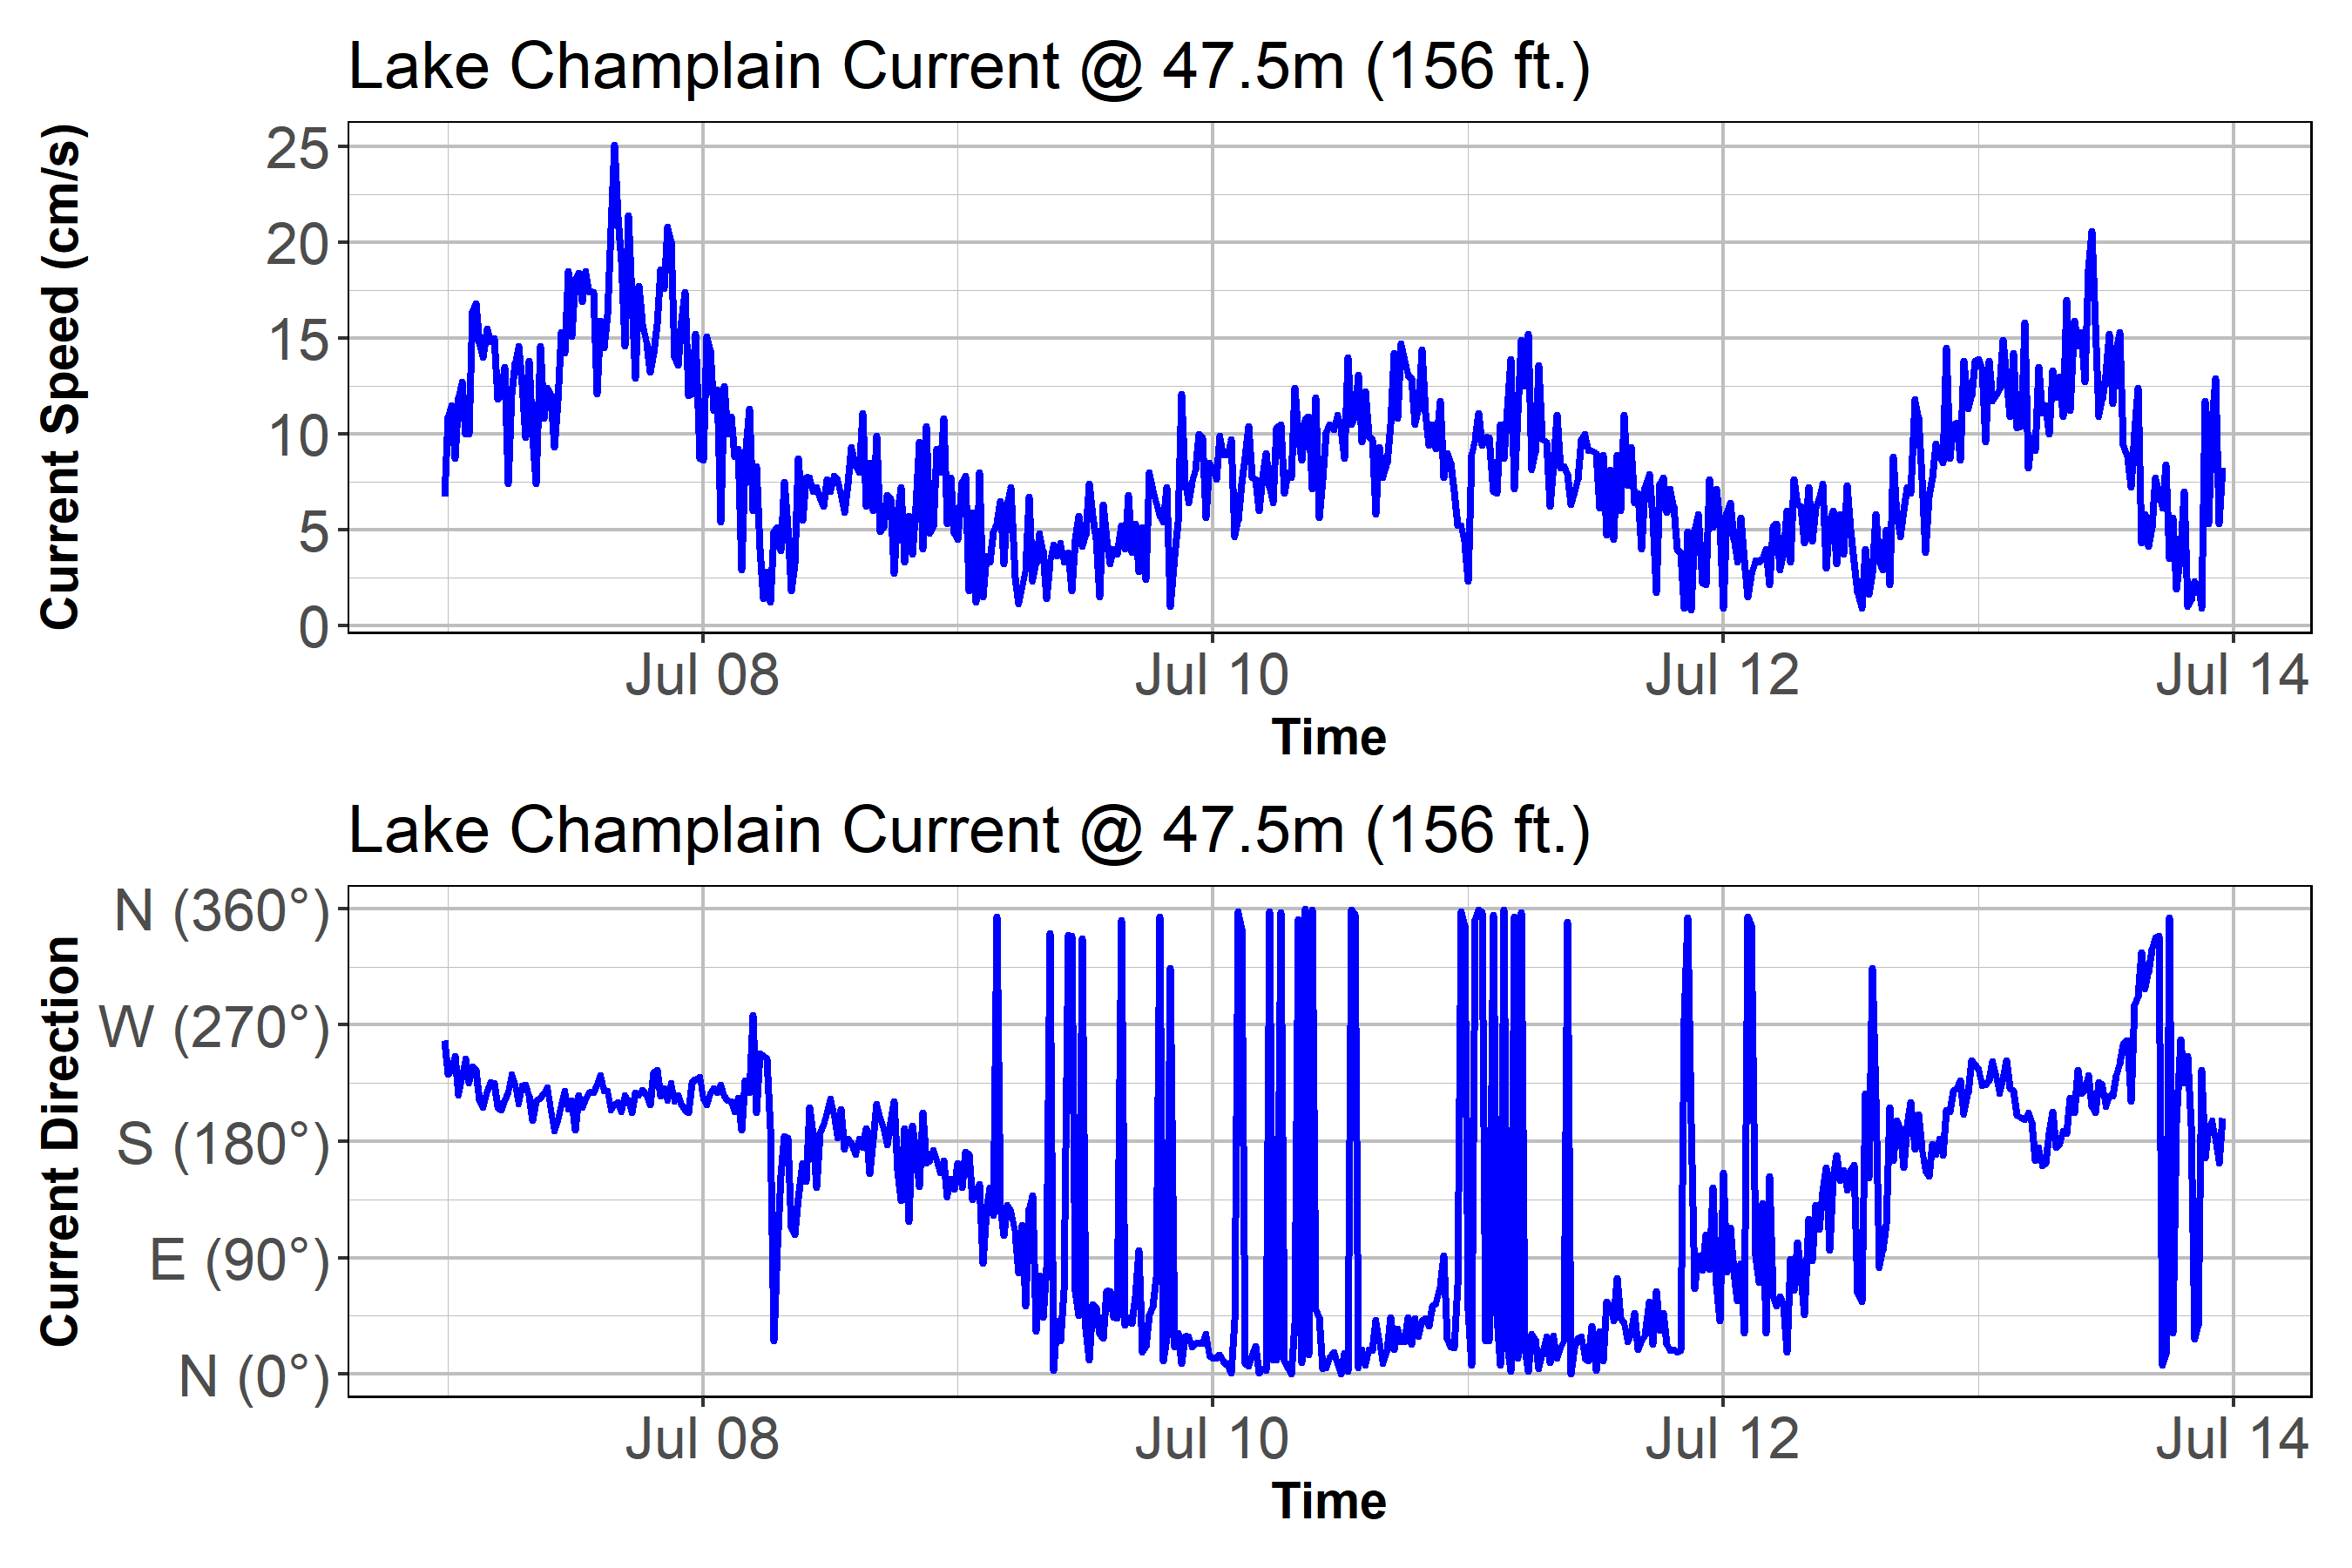 Lake Champlain Current @ 47.5m (156 ft.)
Current Speed (cm/s)
25
20
15
10
5
0
Jul 08 Jul 10 Jul 12 Jul 14
Time
Lake Champlain Current @ 47.5m (156 ft.)
Current Direction
N (360°)
W (270°)
S (180°)
E (90°)
N (0°)
Jul 08 Jul 10 Jul 12 Jul 14
Time